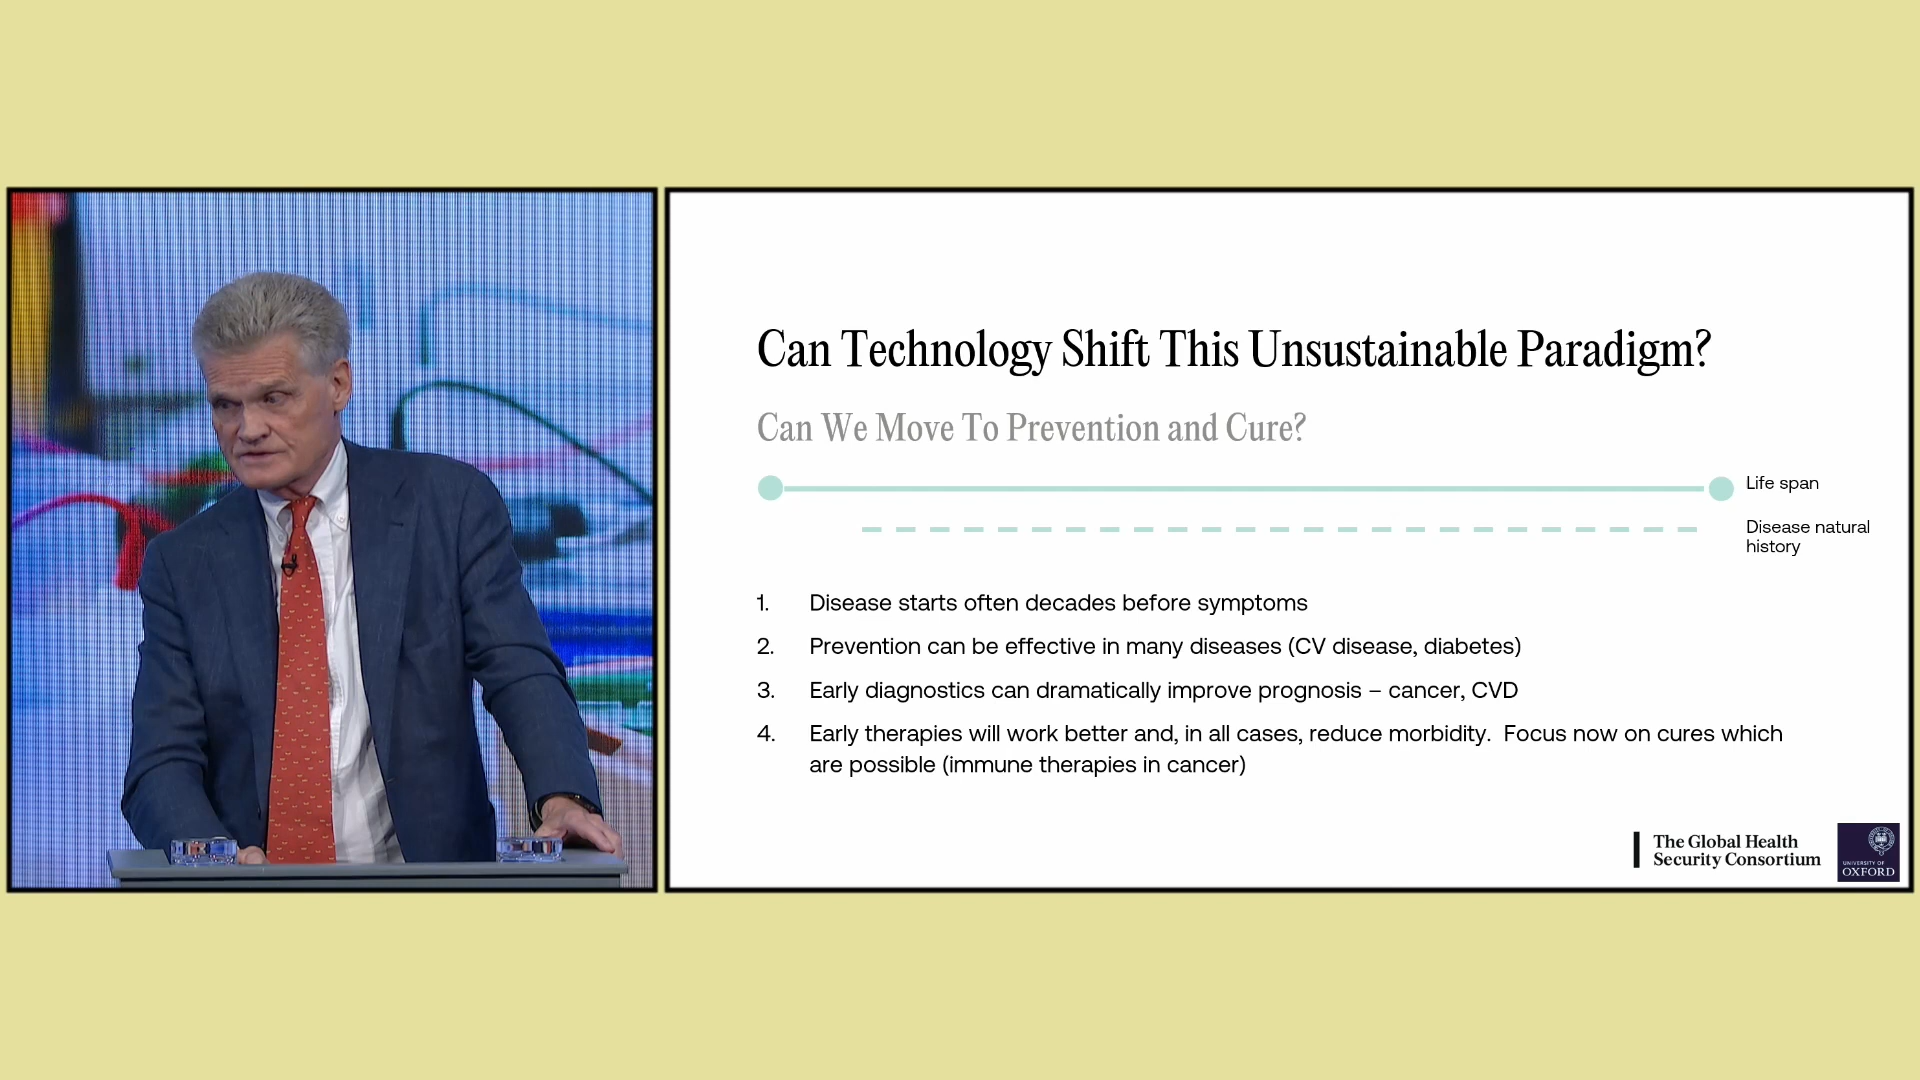 Can Technology Shift This Unsustainable Paradigm?
Can We Move To Prevention and Cure?
Life span
Disease natural
history
1. Disease starts often decades before symptoms
2. Prevention can be effective in many diseases (CV disease, diabetes)
3. Early diagnostics can dramatically improve prognosis – cancer, CVD
4. Early therapies will work better and, in all cases, reduce morbidity.  Focus now on cures which
are possible (immune therapies in cancer)
The Global Health
Security Consortium
UNIVERSITY OF
OXFORD